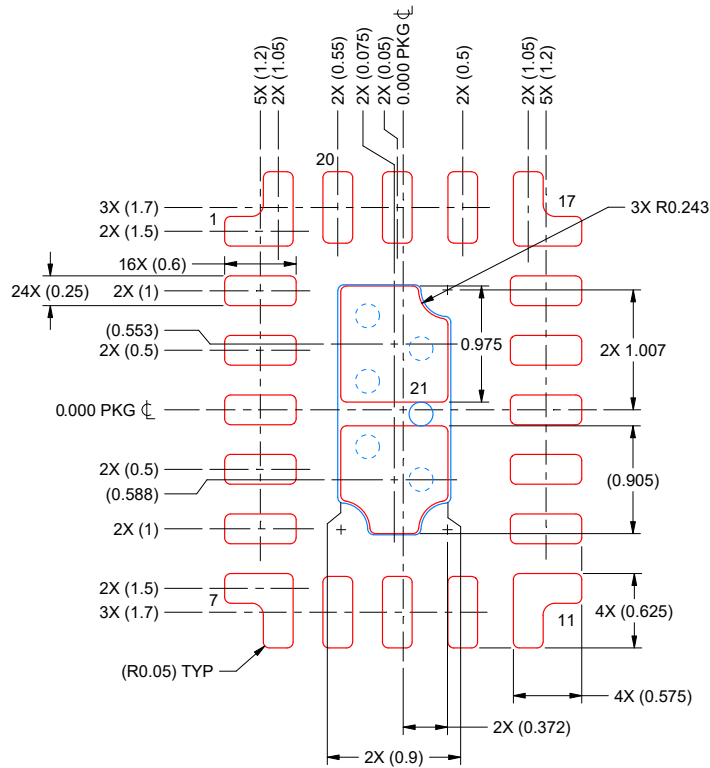 5X (1.2)
2X (1.05)
2X (0.55)
2X (0.075)
2X (0.05)
0.000 PKG ℄
2X (0.5)
2X (1.05)
5X (1.2)
20
17
3X (1.7)
1
2X (1.5)
3X R0.243
16X (0.6)
24X (0.25)
2X (1)
(0.553)
2X (0.5)
0.975
2X 1.007
21
0.000 PKG ℄
2X (0.5)
(0.588)
(0.905)
2X (1)
2X (1.5)
7
3X (1.7)
11
4X (0.625)
(R0.05) TYP
4X (0.575)
2X (0.372)
2X (0.9)